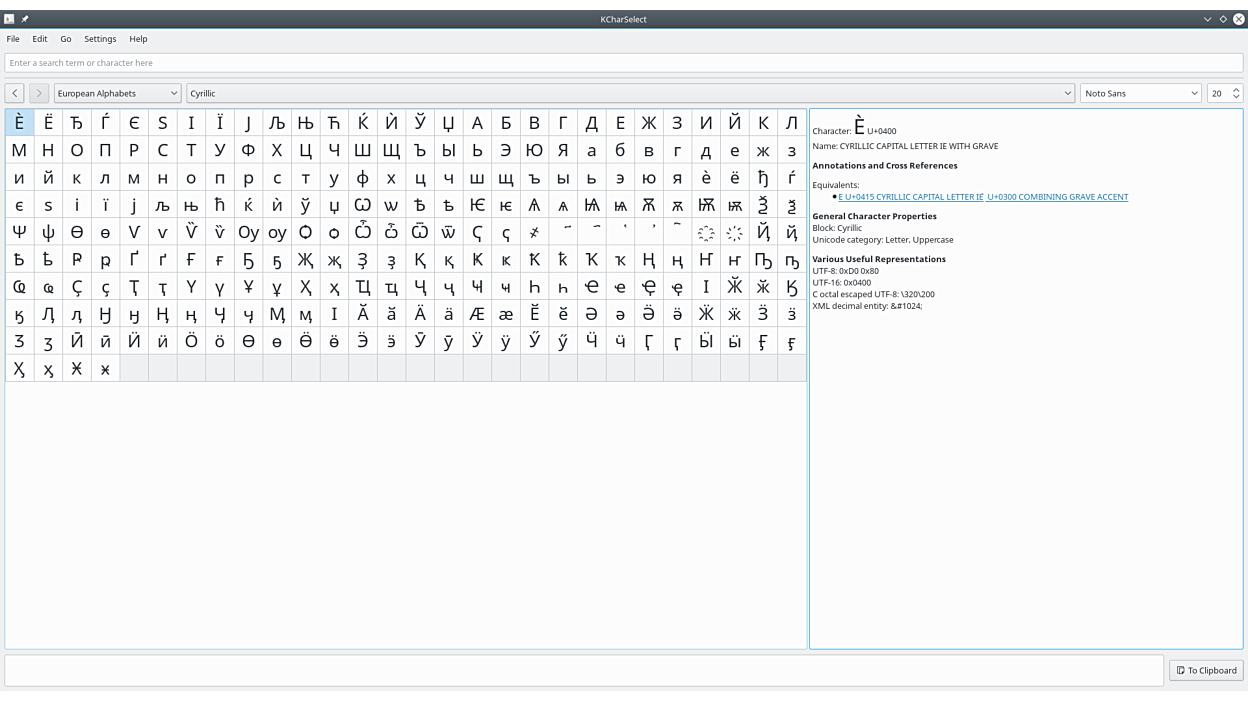 KCharSelect
File Edit Go Settings Help
Enter a search term or character here
European Alphabets Cyrillic Noto Sans 20
Ѐ Ё Ђ Ѓ Є Ѕ І Ї Ј Љ Њ Ћ Ќ Ѝ Ў Џ А Б В Г Д Е Ж З И Й К Л
М Н О П Р С Т У Ф Х Ц Ч Ш Щ Ъ Ы Ь Э Ю Я а б в г д е ж з
и й к л м н о п р с т у ф х ц ч ш щ ъ ы ь э ю я ѐ ё ђ ѓ
є ѕ і ї ј љ њ ћ ќ ѝ ў џ Ѡ ѡ Ѣ ѣ Ѥ ѥ Ѧ ѧ Ѩ ѩ Ѫ ѫ Ѭ ѭ Ѯ ѯ
Ѱ ѱ Ѳ ѳ Ѵ ѵ Ѷ ѷ Ѹ ѹ Ѻ ѻ Ѽ ѽ Ѿ ѿ Ҁ ҁ ҂ ҃ ҄ ҅ ҆ ҇ ҈ ҉ Ҋ ҋ
Ҍ ҍ Ҏ ҏ Ґ ґ Ғ ғ Ҕ ҕ Җ җ Ҙ ҙ Қ қ Ҝ ҝ Ҟ ҟ Ҡ ҡ Ң ң Ҥ ҥ Ҧ ҧ
Ҩ ҩ Ҫ ҫ Ҭ ҭ Ү ү Ұ ұ Ҳ ҳ Ҵ ҵ Ҷ ҷ Ҹ ҹ Һ һ Ҽ ҽ Ҿ ҿ Ӏ Ӂ ӂ Ӄ
ӄ Ӆ ӆ Ӈ ӈ Ӊ ӊ Ӌ ӌ Ӎ ӎ ӏ Ӑ ӑ Ӓ ӓ Ӕ ӕ Ӗ ӗ Ә ә Ӛ ӛ Ӝ ӝ Ӟ ӟ
Ӡ ӡ Ӣ ӣ Ӥ ӥ Ӧ ӧ Ө ө Ӫ ӫ Ӭ ӭ Ӯ ӯ Ӱ ӱ Ӳ ӳ Ӵ ӵ Ӷ ӷ Ӹ ӹ Ӻ ӻ
Ӽ ӽ Ӿ ӿ
Character: Ѐ U+0400
Name: CYRILLIC CAPITAL LETTER IE WITH GRAVE
Annotations and Cross References
Equivalents:
• Е U+0415 CYRILLIC CAPITAL LETTER IE ̀ U+0300 COMBINING GRAVE ACCENT
General Character Properties
Block: Cyrillic
Unicode category: Letter, Uppercase
Various Useful Representations
UTF-8: 0xD0 0x80
UTF-16: 0x0400
C octal escaped UTF-8: \320\200
XML decimal entity: &#1024;
To Clipboard